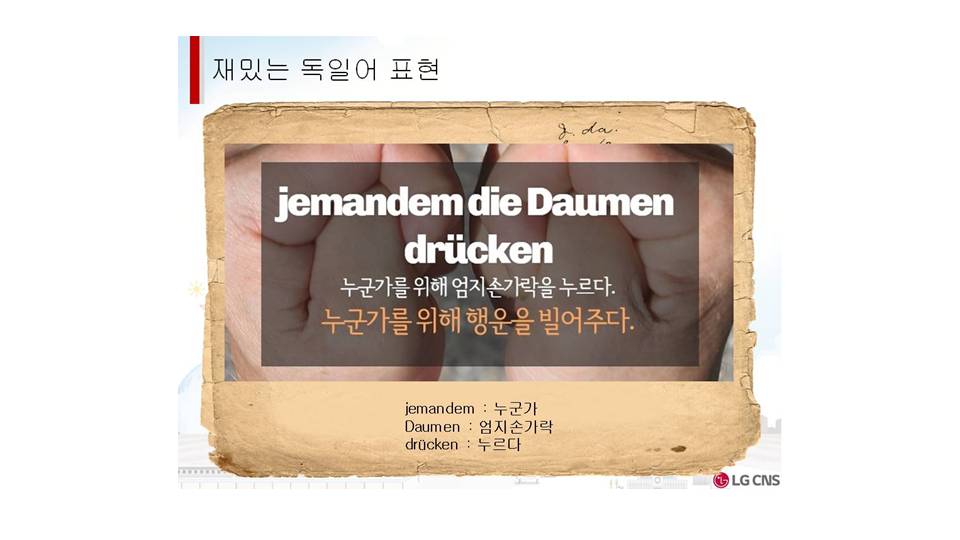 재밌는 독일어 표현
g. da:
jemandem die Daumen
drücken
누군가를 위해 엄지손가락을 누르다.
누군가를 위해 행운을 빌어주다.
jemandem : 누군가
Daumen : 엄지손가락
drücken : 누르다
LG CNS